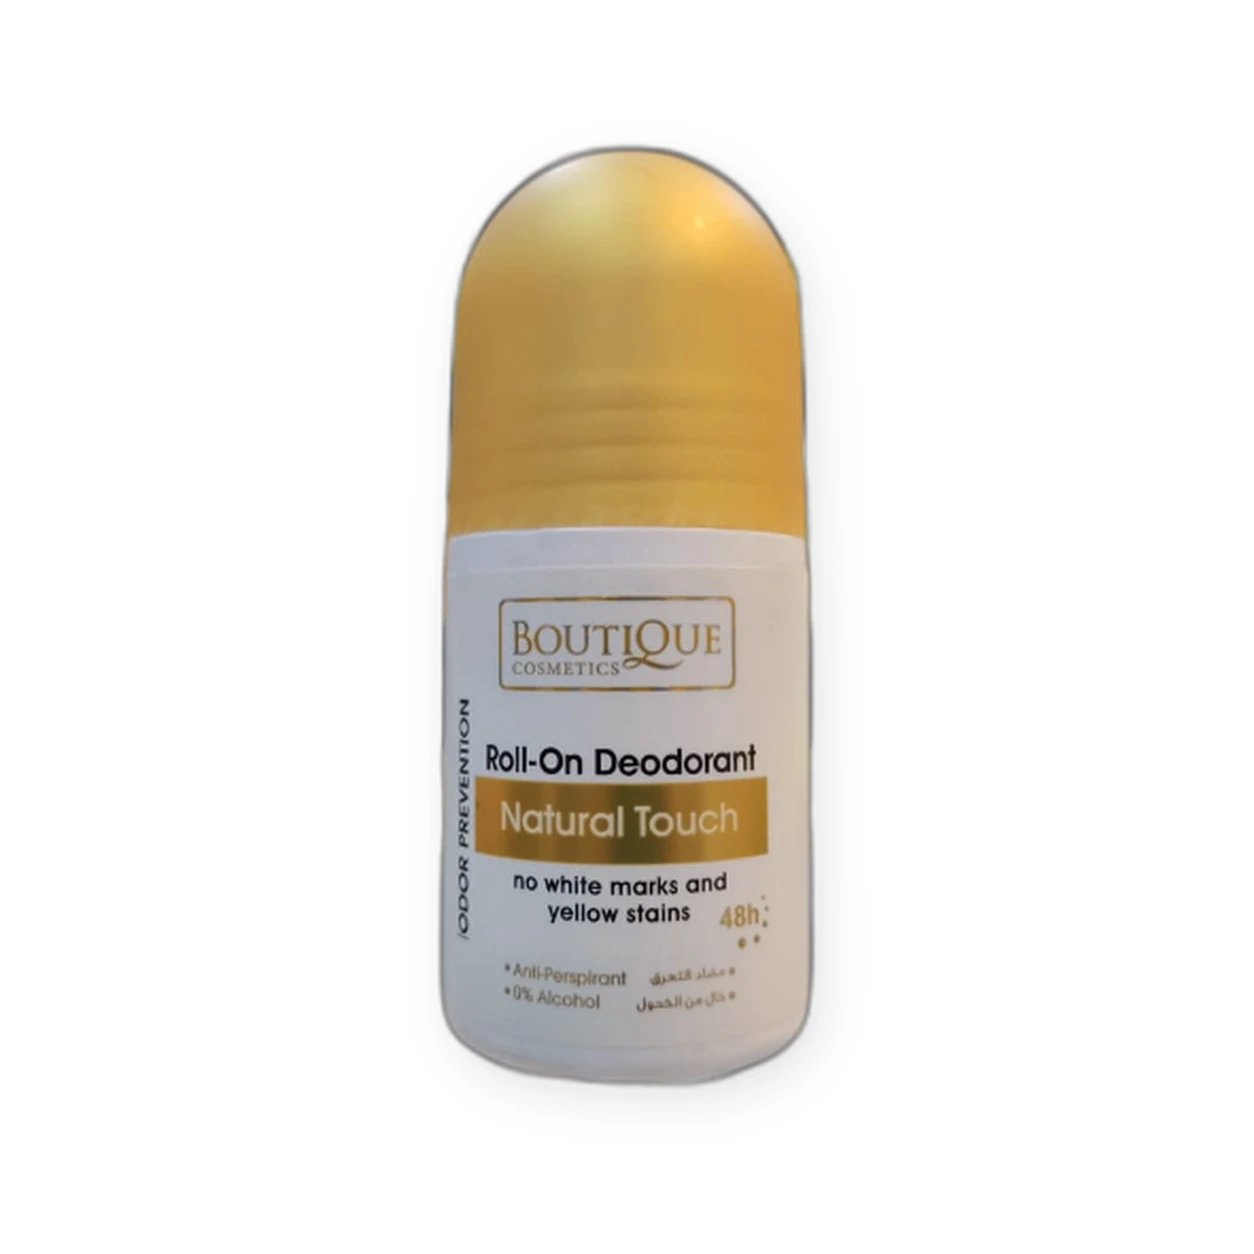 BOUTIQUE
COSMETICS
ODOR PREVENTION
Roll-On Deodorant
Natural Touch
no white marks and
yellow stains
48h
*Anti-Perspirant
مضاد التعرق
*0% Alcohol
خال من الكحول